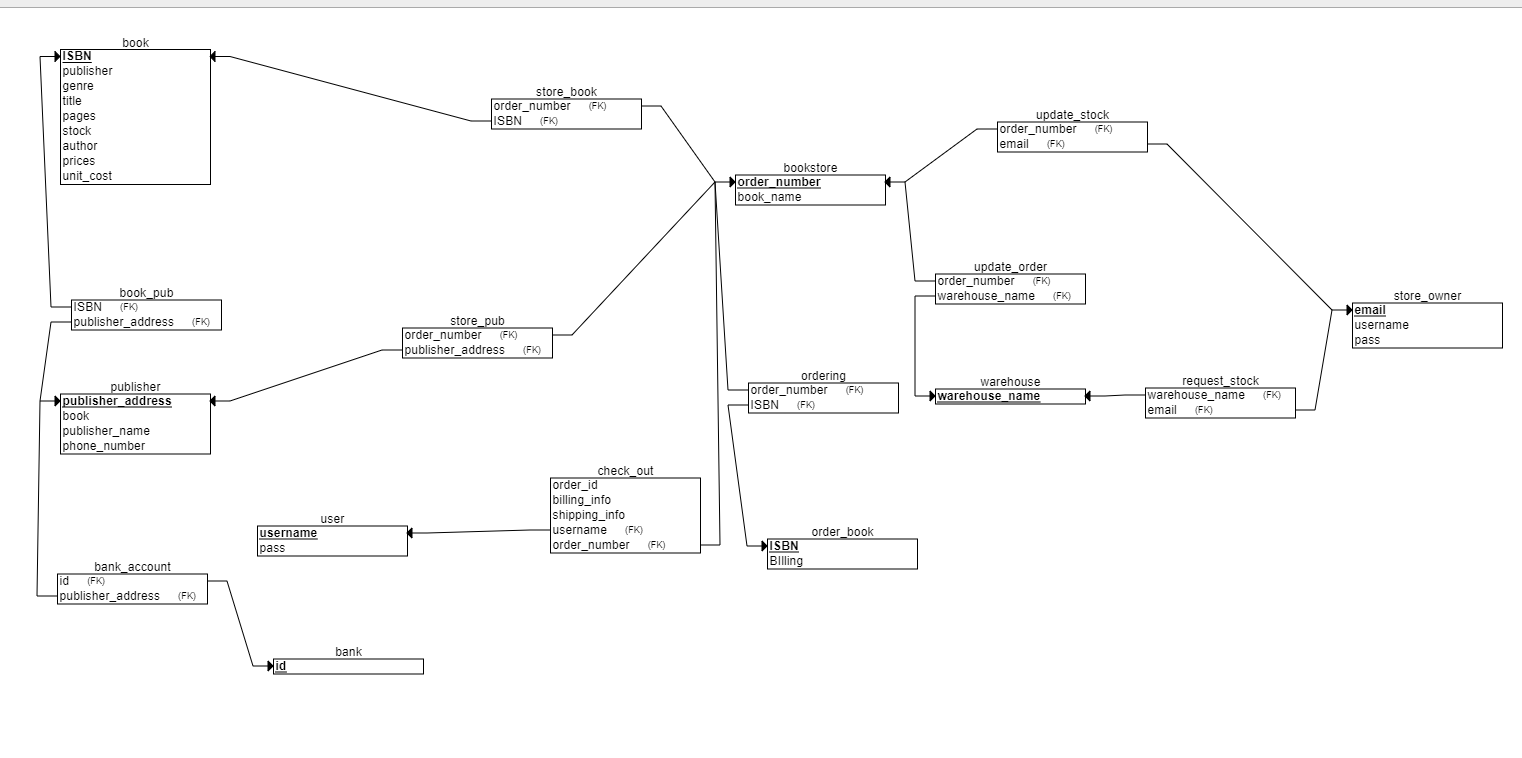 book
ISBN
publisher
genre
title
pages
stock
author
prices
unit_cost
store_book
order_number (FK)
ISBN (FK)
update_stock
order_number (FK)
email (FK)
bookstore
order_number
book_name
book_pub
ISBN (FK)
publisher_address (FK)
store_pub
order_number (FK)
publisher_address (FK)
update_order
order_number (FK)
warehouse_name (FK)
store_owner
email
username
pass
publisher
publisher_address
book
publisher_name
phone_number
ordering
order_number (FK)
ISBN (FK)
warehouse
warehouse_name
request_stock
warehouse_name (FK)
email (FK)
check_out
order_id
billing_info
shipping_info
username (FK)
order_number (FK)
user
username
pass
order_book
ISBN
BIlling
bank_account
id (FK)
publisher_address (FK)
bank
id